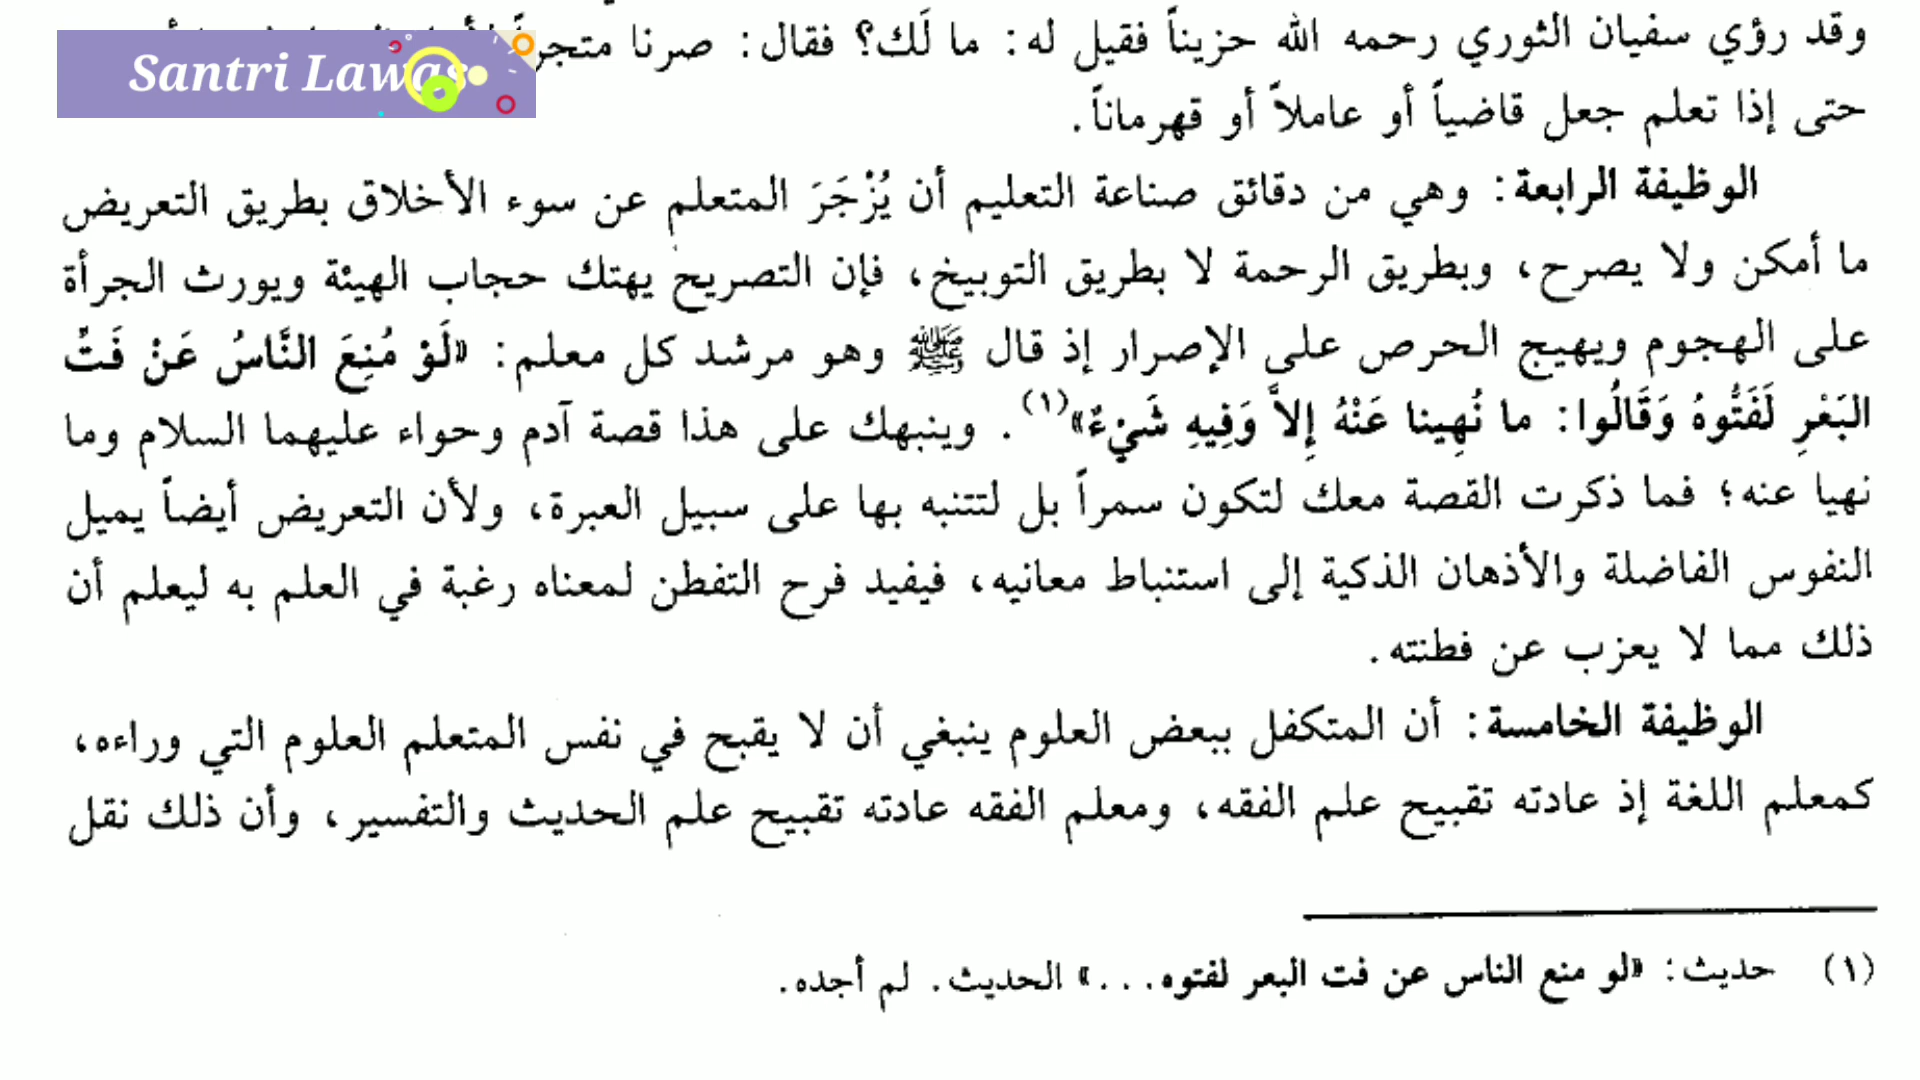 وقد رؤي سفيان الثوري رحمه الله حزيناً فقيل له: ما لَك؟ فقال: صرنا
Santri Lawas
حتى إذا تعلم جعل قاضياً أو عاملاً أو قهرماناً.
الوظيفة الرابعة: وهي من دقائق صناعة التعليم أن يُزْجَرَ المتعلم عن سوء الأخلاق بطريق التعريض
ما أمكن ولا يصرح، وبطريق الرحمة لا بطريق التوبيخ، فإن التصريح يهتك حجاب الهيئة ويورث الجرأة
على الهجوم ويهيج الحرص على الإصرار إذ قال ﷺ وهو مرشد كل معلم: «لَوْ مُنِعَ النَّاسُ عَنْ فَتِّ
البَعْرِ لَفَتُّوهُ وَقَالُوا: ما نُهِينا عَنْهُ إِلاَّ وَفِيهِ شَيْءٌ»(١). وينبهك على هذا قصة آدم وحواء عليهما السلام وما
نهيا عنه؛ فما ذكرت القصة معك لتكون سمراً بل لتتنبه بها على سبيل العبرة، ولأن التعريض أيضاً يميل
النفوس الفاضلة والأذهان الذكية إلى استنباط معانيه، فيفيد فرح التفطن لمعناه رغبة في العلم به ليعلم أن
ذلك مما لا يعزب عن فطنته.
الوظيفة الخامسة: أن المتكفل ببعض العلوم ينبغي أن لا يقبح في نفس المتعلم العلوم التي وراءه،
كمعلم اللغة إذ عادته تقبيح علم الفقه، ومعلم الفقه عادته تقبيح علم الحديث والتفسير، وأن ذلك نقل
(١) حديث: «لو منع الناس عن فت البعر لفتوه...» الحديث. لم أجده.